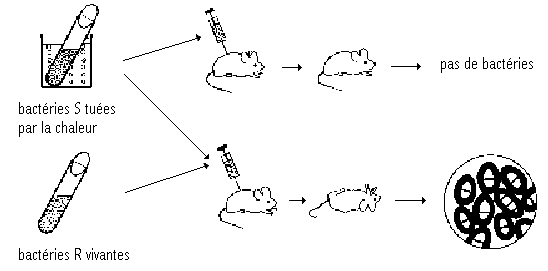 pas de bactéries
bactéries S tuées
par la chaleur
bactéries R vivantes